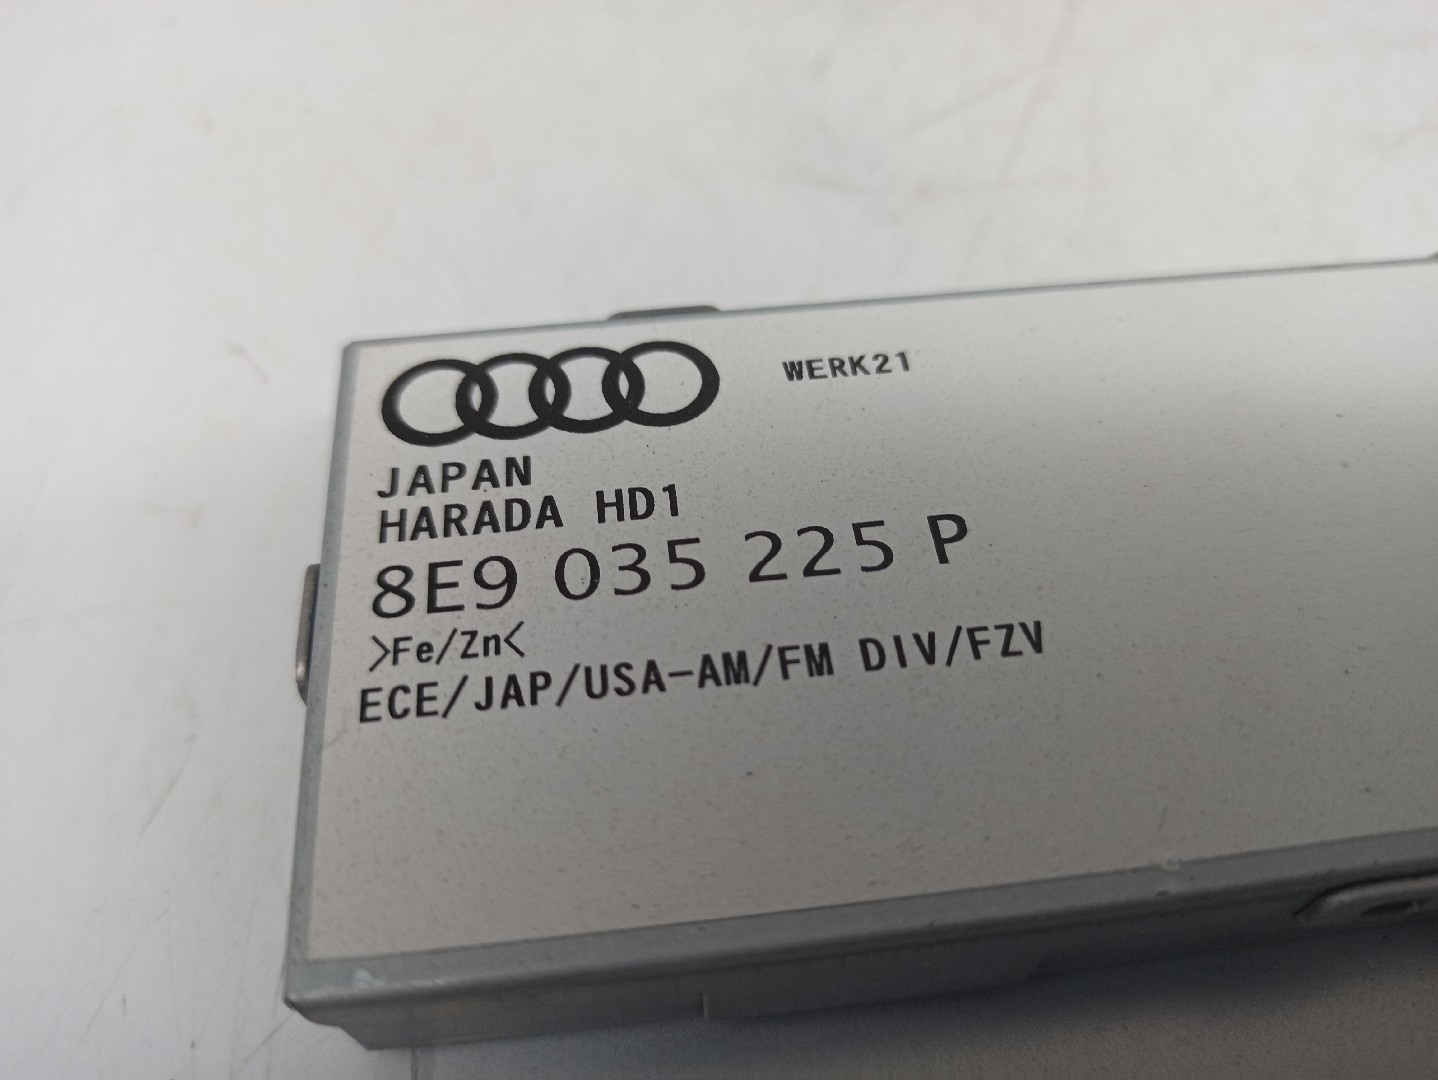 WERK21
JAPAN
HARADA HD1
8E9 035 225 P
>Fe/Zn<
ECE/JAP/USA-AM/FM DIV/FZV